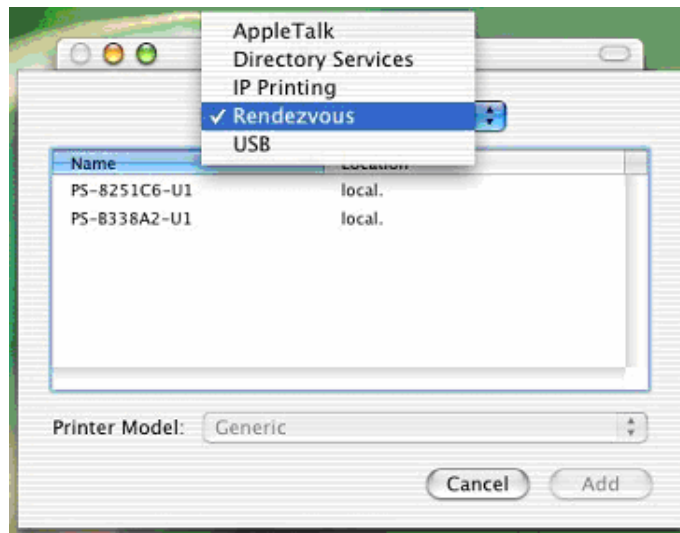 AppleTalk
Directory Services
IP Printing
✓ Rendezvous
USB
Name Location
PS-8251C6-U1 local.
PS-B338A2-U1 local.
Printer Model: Generic
Cancel Add